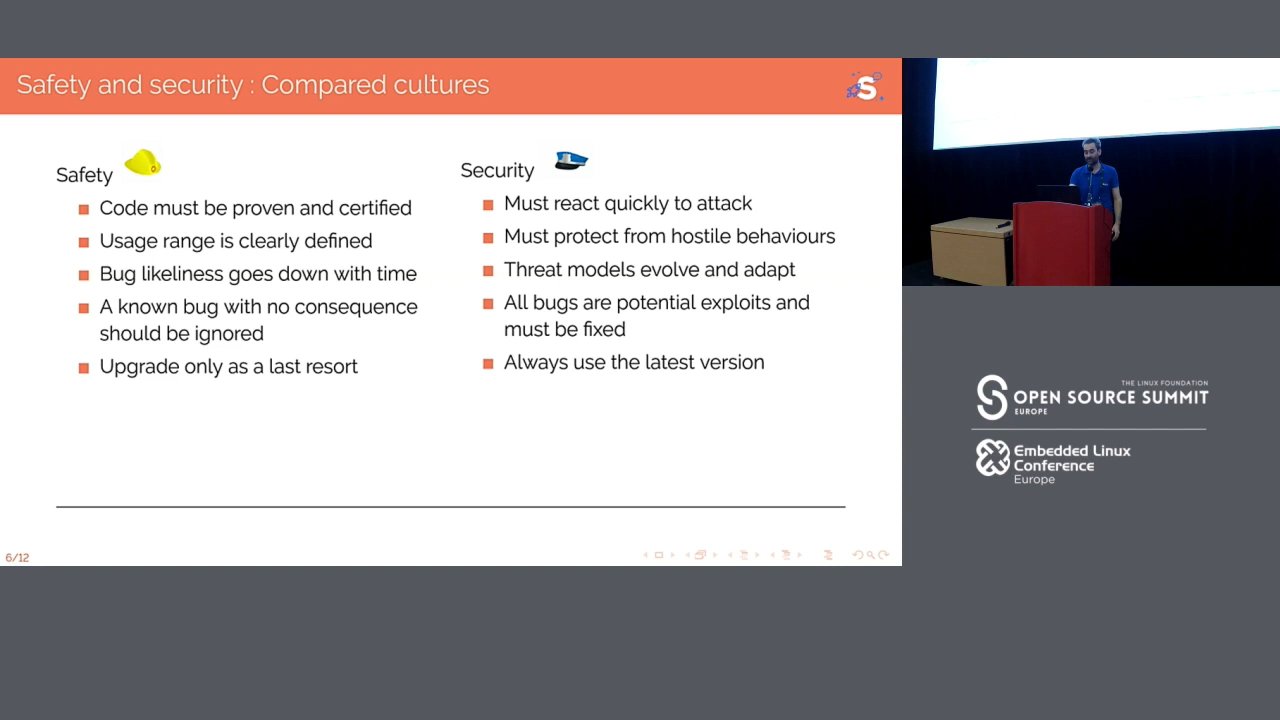 Safety and security : Compared cultures
Safety
Code must be proven and certified
Usage range is clearly defined
Bug likeliness goes down with time
A known bug with no consequence
should be ignored
Upgrade only as a last resort
Security
Must react quickly to attack
Must protect from hostile behaviours
Threat models evolve and adapt
All bugs are potential exploits and
must be fixed
Always use the latest version
6/12
THE LINUX FOUNDATION
OPEN SOURCE SUMMIT
EUROPE
Embedded Linux
Conference
Europe